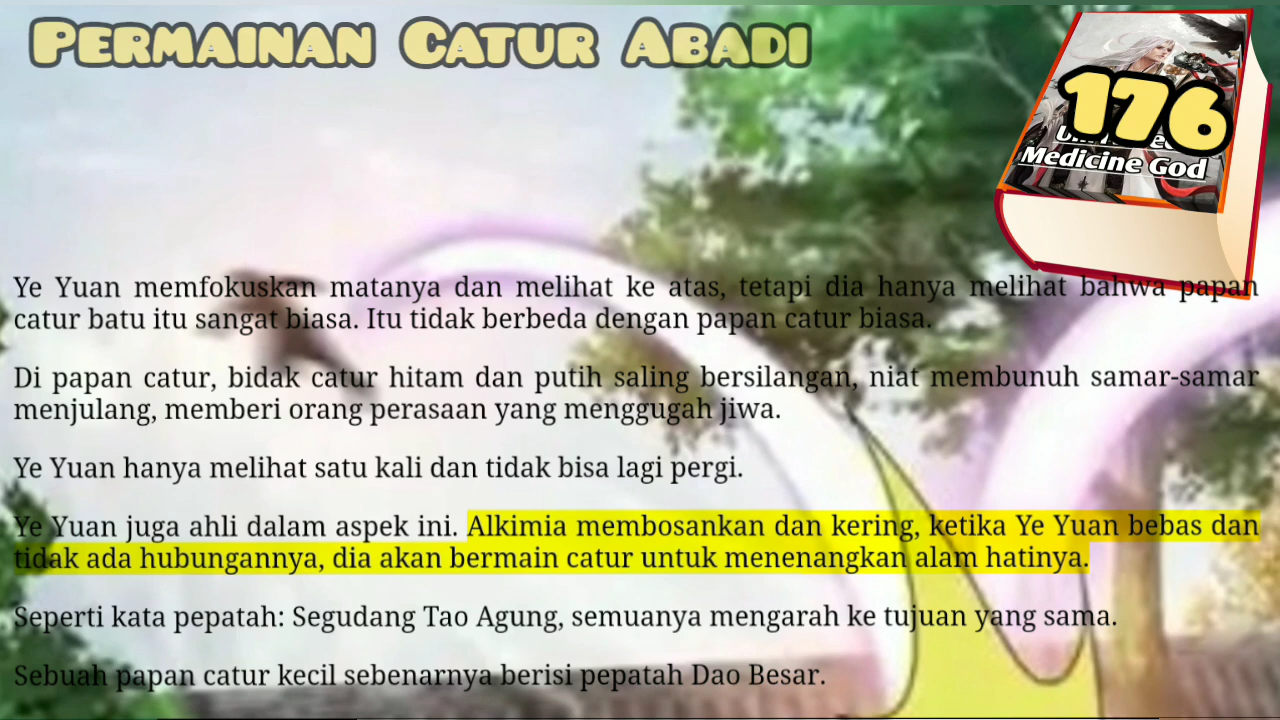 Permainan Catur Abadi
176
Medicine God
Ye Yuan memfokuskan matanya dan melihat ke atas, tetapi dia hanya melihat bahwa papan
catur batu itu sangat biasa. Itu tidak berbeda dengan papan catur biasa.
Di papan catur, bidak catur hitam dan putih saling bersilangan, niat membunuh samar-samar
menjulang, memberi orang perasaan yang menggugah jiwa.
Ye Yuan hanya melihat satu kali dan tidak bisa lagi pergi.
Ye Yuan juga ahli dalam aspek ini. Alkimia membosankan dan kering, ketika Ye Yuan bebas dan
tidak ada hubungannya, dia akan bermain catur untuk menenangkan alam hatinya.
Seperti kata pepatah: Segudang Tao Agung, semuanya mengarah ke tujuan yang sama.
Sebuah papan catur kecil sebenarnya berisi pepatah Dao Besar.